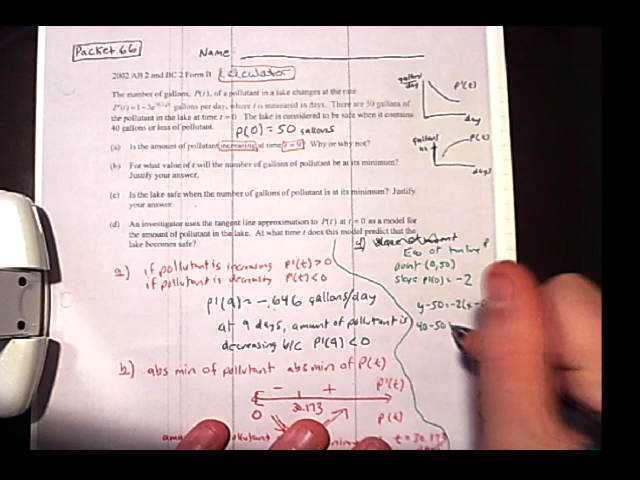 Packet 66
Name
2002 AB 2 and BC 2 Form B Calculator
The number of gallons, P(t), of a pollutant in a lake changes at the rate
gallons per day, where t is measured in days. There are 50 gallons
of the pollutant in the lake at time t = 0. The lake is considered to be safe when it contains
40 gallons or less of pollutant.
P(0) = 50 gallons
(a) Is the amount of pollutant increasing at time t = 9? Why or why not?
(b) For what value of t will the number of gallons of pollutant be at its minimum?
Justify your answer.
(c) Is the lake safe when the number of gallons of pollutant is at its minimum? Justify
your answer.
(d) An investigator uses the tangent line approximation to P(t) at t = 0 as a model for
the amount of pollutant in the lake. At what time t does this model predict that the
lake becomes safe?
gallons/
day
P'(t)
day
gallons
P(t)
days
a) if pollutant is increasing P'(t) > 0
if pollutant is decreasing P'(t) < 0
P'(9) = -.646 gallons/day
at 9 days, amount of pollutant is
decreasing b/c P'(9) < 0
b) abs min of pollutant abs min of P(t)
- + P'(t)
0 30.173 P(t)
t = 30.17
d)
point (0,50)
slope P'(0) = -2
y-50=-2(x-0
40-50